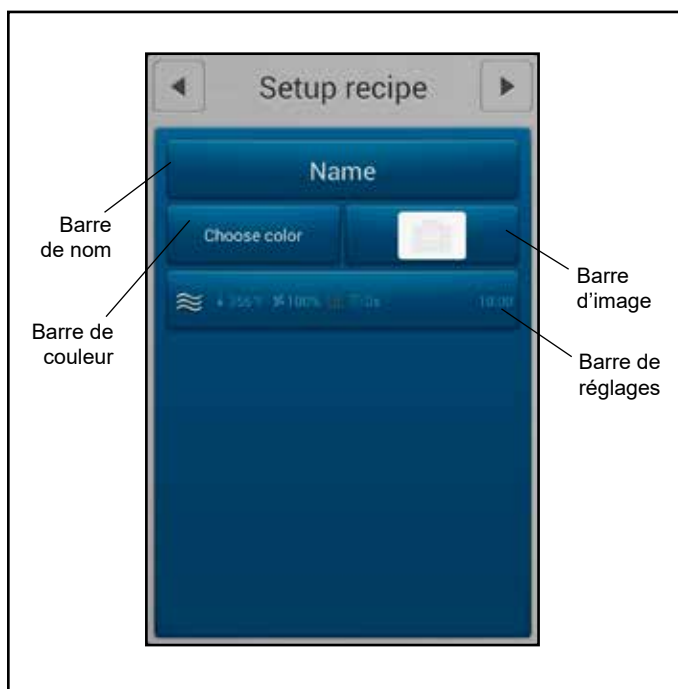 Setup recipe
Name
Choose color
100%
10:00
Barre
de nom
Barre de
couleur
Barre
d'image
Barre de
réglages